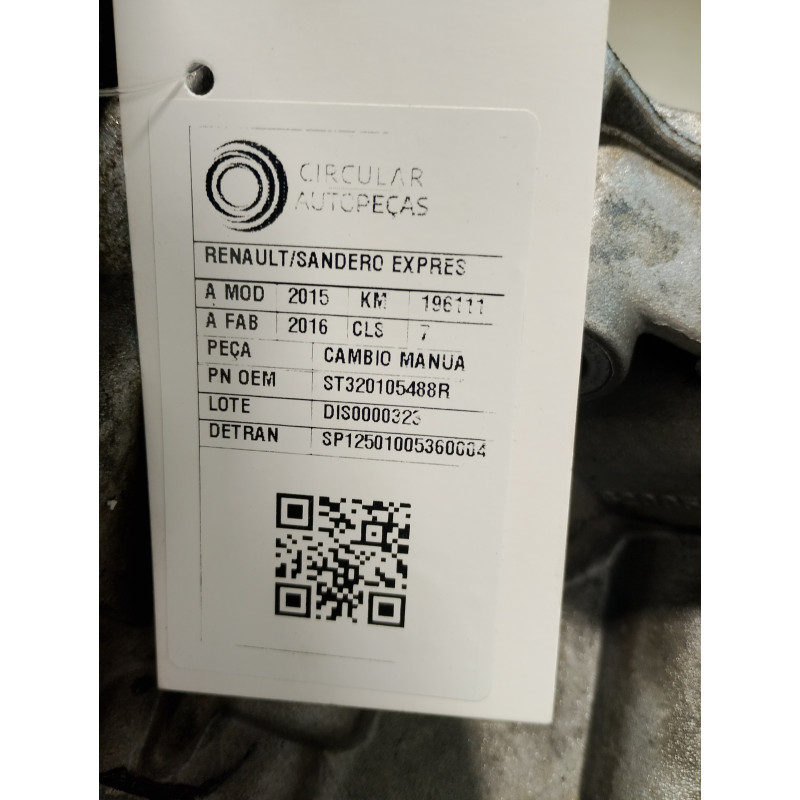 CIRCULAR
AUTOPEÇAS
RENAULT/SANDERO EXPRES
A MOD 2015 KM 196111
A FAB 2016 CLS 7
PEÇA CAMBIO MANUA
PN OEM ST320105488R
LOTE DIS0000323
DETRAN SP12501005360004